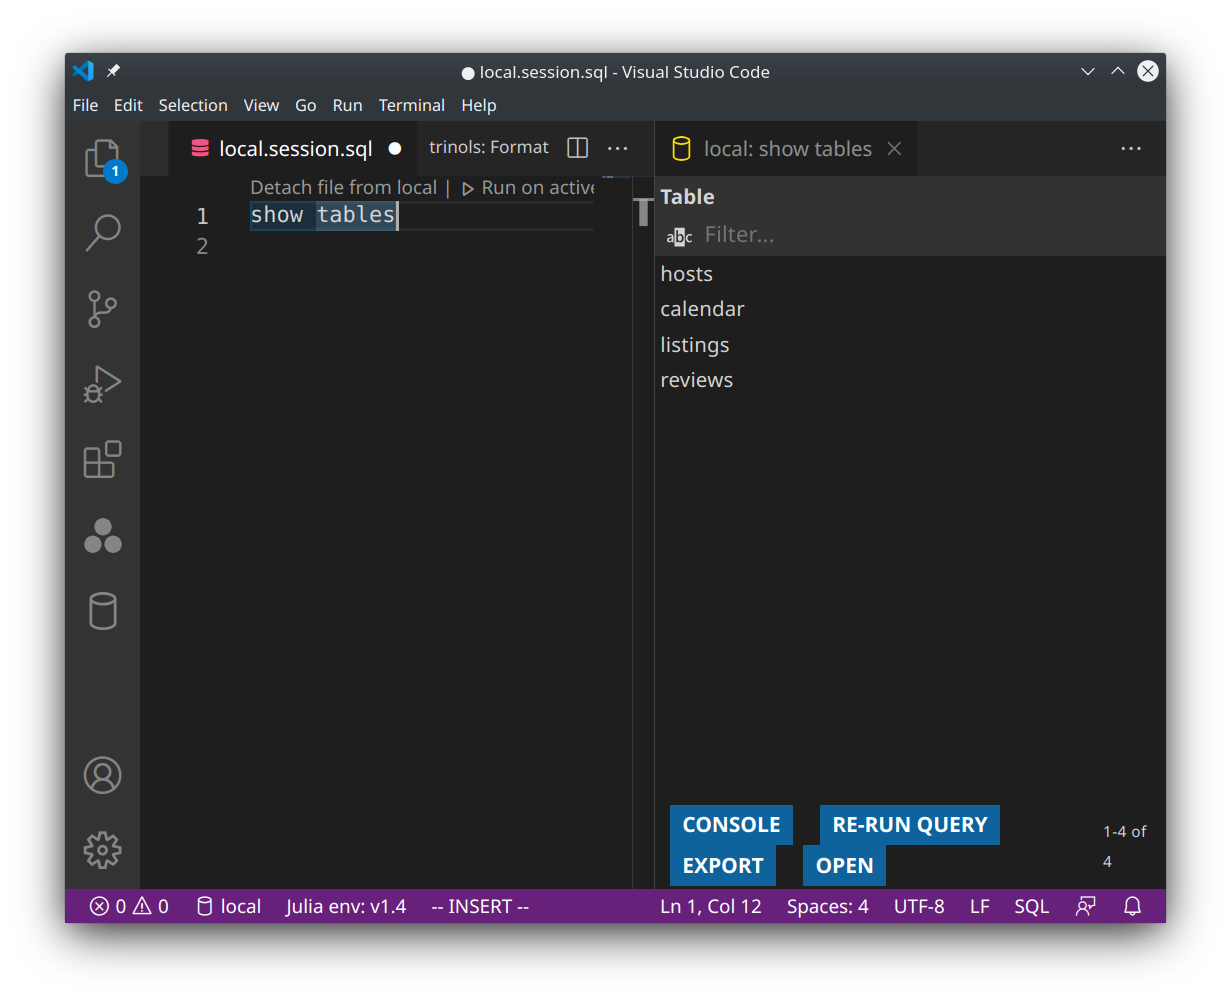 local.session.sql - Visual Studio Code
File Edit Selection View Go Run Terminal Help
1
local.session.sql
trinols: Format
local: show tables
Detach file from local | Run on active
1 show tables
2
Table
abc Filter...
hosts
calendar
listings
reviews
CONSOLE RE-RUN QUERY
EXPORT OPEN
1-4 of
4
0 0 local Julia env: v1.4 -- INSERT -- Ln 1, Col 12 Spaces: 4 UTF-8 LF SQL